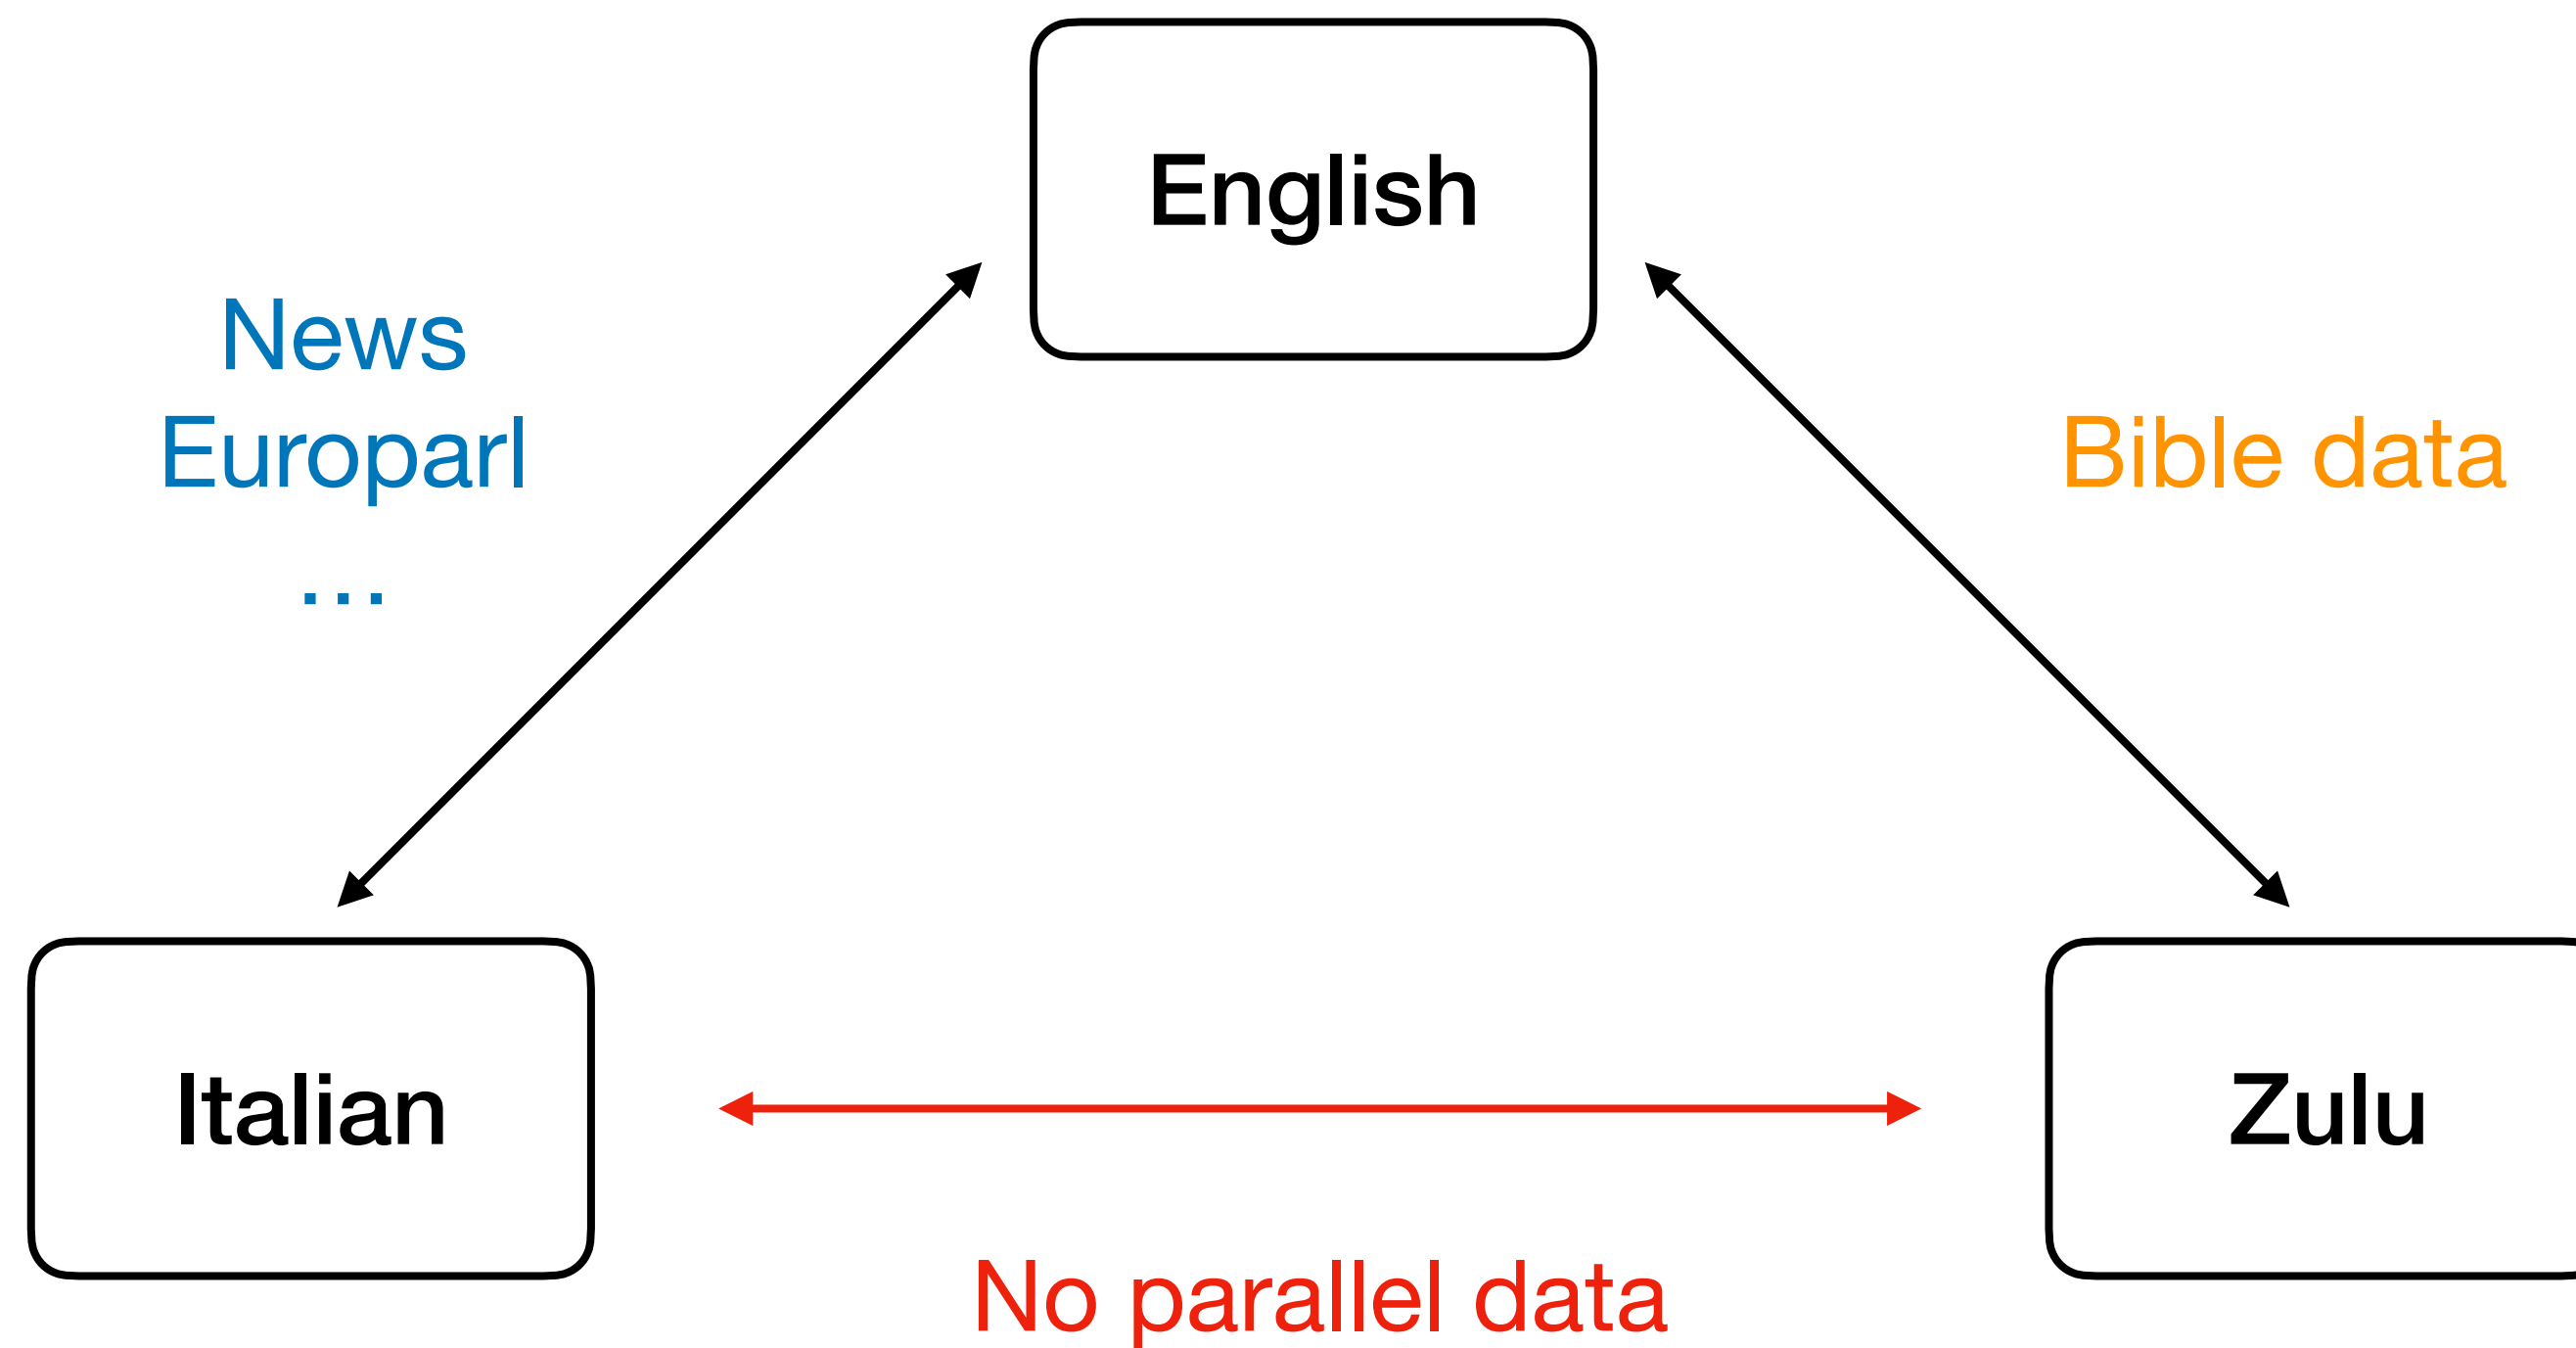 English
News
Europarl
...
Bible data
Italian
Zulu
No parallel data